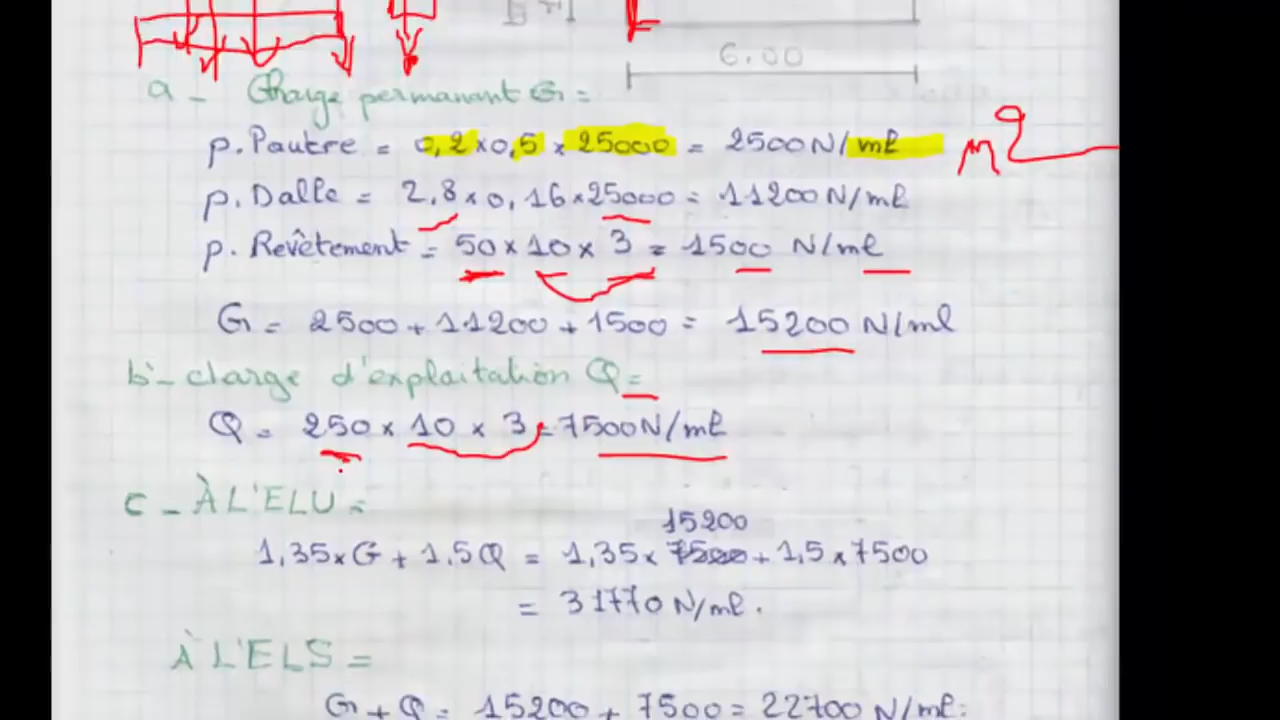 6.00
a - Charge permanant G =
p. Poutre = 0,2 x 0,5 x 25000 = 2500 N/ml
p. Dalle = 2,8 x 0,16 x 25000 = 11200 N/ml
p. Revêtement = 50 x 10 x 3 = 1500 N/ml
G = 2500 + 11200 + 1500 = 15200 N/ml
b - charge d'exploitation Q =
Q = 250 x 10 x 3 = 7500 N/ml
c - À L'ELU =
15200
1,35 x G + 1.5 Q = 1,35 x 7500 + 1,5 x 7500
= 31770 N/ml.
À L'ELS =
G + Q = 15200 + 7500 = 22700 N/ml.